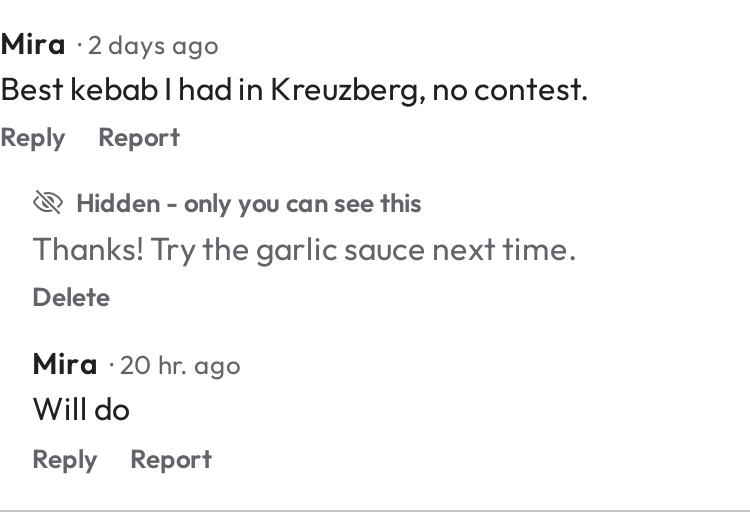 Mira · 2 days ago
Best kebab I had in Kreuzberg, no contest.
Reply Report
Hidden - only you can see this
Thanks! Try the garlic sauce next time.
Delete
Mira · 20 hr. ago
Will do
Reply Report